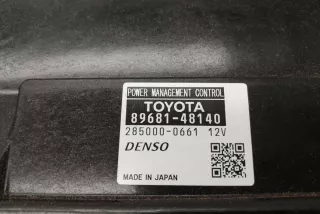 POWER MANAGEMENT CONTROL
TOYOTA
89681-48140
285000-0661 12V
DENSO
MADE IN JAPAN